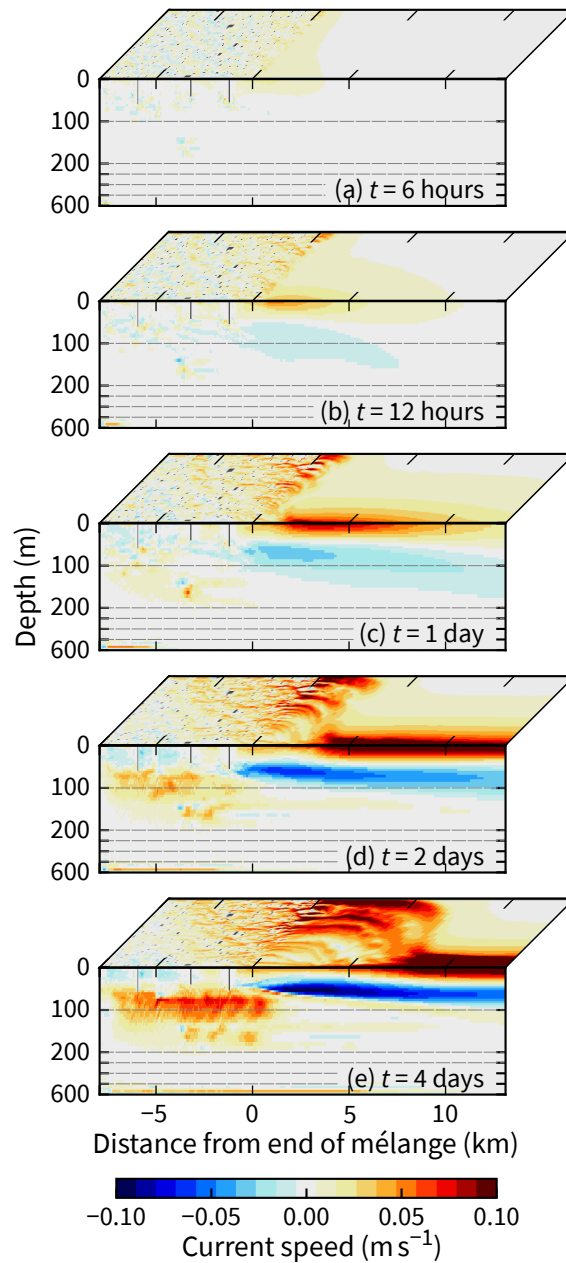 0
100
200
600
(a) t = 6 hours
0
100
200
600
(b) t = 12 hours
0
100
200
600
(c) t = 1 day
Depth (m)
0
100
200
600
(d) t = 2 days
0
100
200
600
(e) t = 4 days
−5 0 5 10
Distance from end of mélange (km)
−0.10 −0.05 0.00 0.05 0.10
Current speed (m s⁻¹)